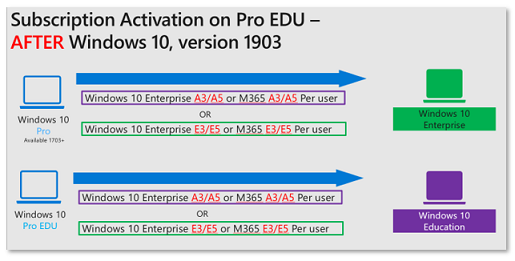 Subscription Activation on Pro EDU –
AFTER Windows 10, version 1903
Windows 10 Enterprise A3/A5 or M365 A3/A5 Per user
OR
Windows 10 Enterprise E3/E5 or M365 E3/E5 Per user
Windows 10
Pro
Available 1703+
Windows 10
Enterprise
Windows 10 Enterprise A3/A5 or M365 A3/A5 Per user
OR
Windows 10 Enterprise E3/E5 or M365 E3/E5 Per user
Windows 10
Pro EDU
Windows 10
Education